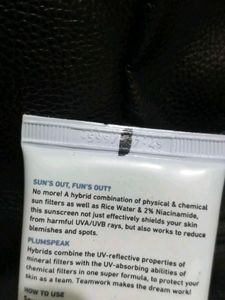 SUN'S OUT, FUN'S OUT?
No more! A hybrid combination of physical & chemical
sun filters as well as Rice Water & 2% Niacinamide,
this sunscreen not just effectively shields your skin
from harmful UVA/UVB rays, but also works to reduce
blemishes and spots.
PLUMSPEAK
Hybrids combine the UV-reflective properties of
mineral filters with the UV-absorbing abilities of
chemical filters in one super formula, to protect your
skin as a team. Teamwork makes the dream work!
HOW TO USE